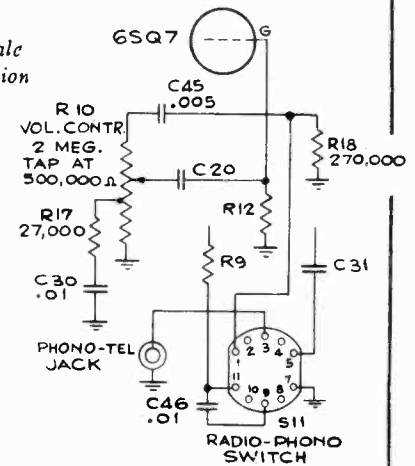 ale
ion
6SQ7
G
C45
.005
R10
VOL. CONTR.
2 MEG.
TAP AT
500,000 Ω
C20
R18
270,000
R17
27,000
R12
C30
.01
R9
C31
PHONO-TEL
JACK
1
2
3
4
5
7
8
9
10
11
C46
.01
S11
RADIO-PHONO
SWITCH